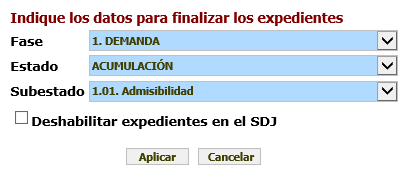 Indique los datos para finalizar los expedientes
Fase 1. DEMANDA
Estado ACUMULACIÓN
Subestado 1.01. Admisibilidad
Deshabilitar expedientes en el SDJ
Aplicar Cancelar